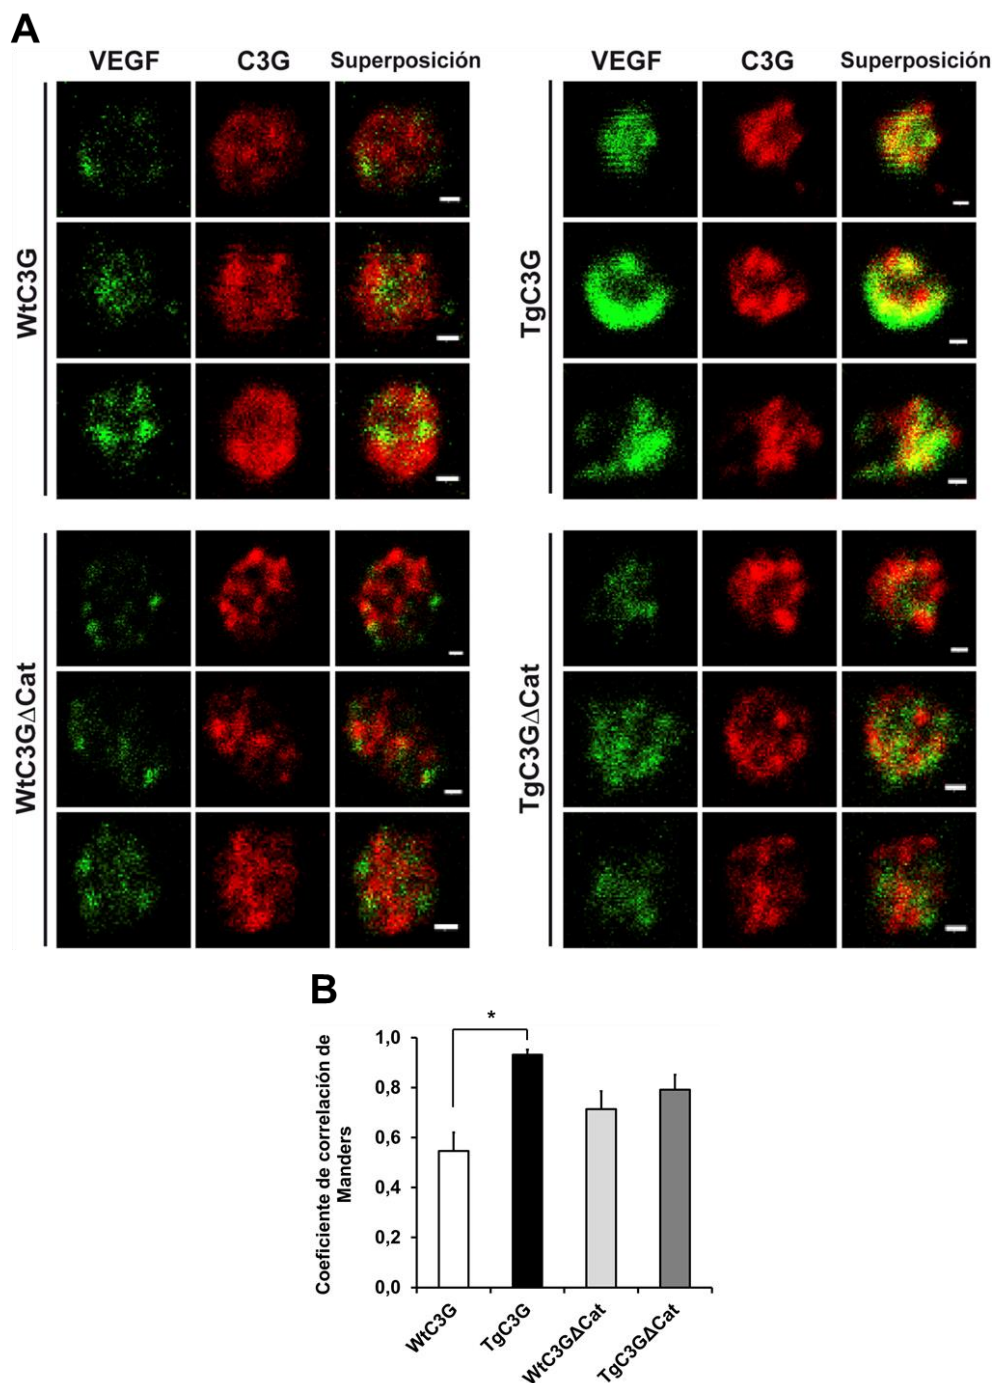 A
VEGF C3G Superposición VEGF C3G Superposición
WtC3G
TgC3G
WtC3GΔCat
TgC3GΔCat
B
*
Coeficiente de correlación de
Manders
1,0
0,8
0,6
0,4
0,2
0,0
WtC3G
TgC3G
WtC3GΔCat
TgC3GΔCat